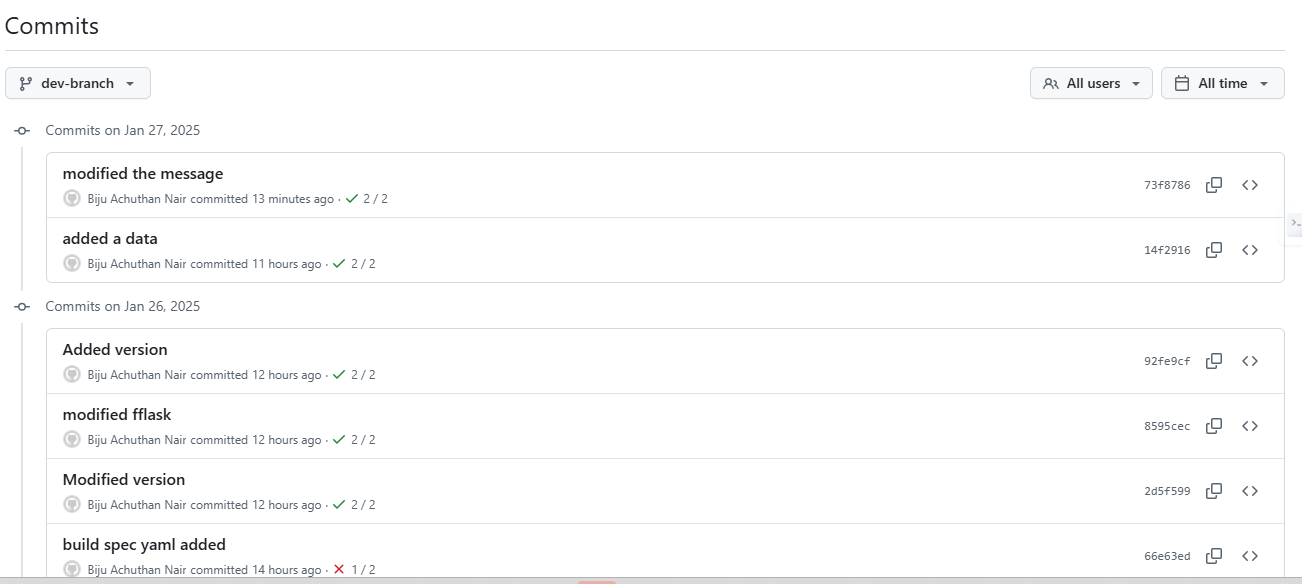 Commits
dev-branch
All users
All time
Commits on Jan 27, 2025
modified the message
Biju Achuthan Nair committed 13 minutes ago · 2 / 2
73f8786
added a data
Biju Achuthan Nair committed 11 hours ago · 2 / 2
14f2916
Commits on Jan 26, 2025
Added version
Biju Achuthan Nair committed 12 hours ago · 2 / 2
92fe9cf
modified fflask
Biju Achuthan Nair committed 12 hours ago · 2 / 2
8595cec
Modified version
Biju Achuthan Nair committed 12 hours ago · 2 / 2
2d5f599
build spec yaml added
Biju Achuthan Nair committed 14 hours ago · 1 / 2
66e63ed